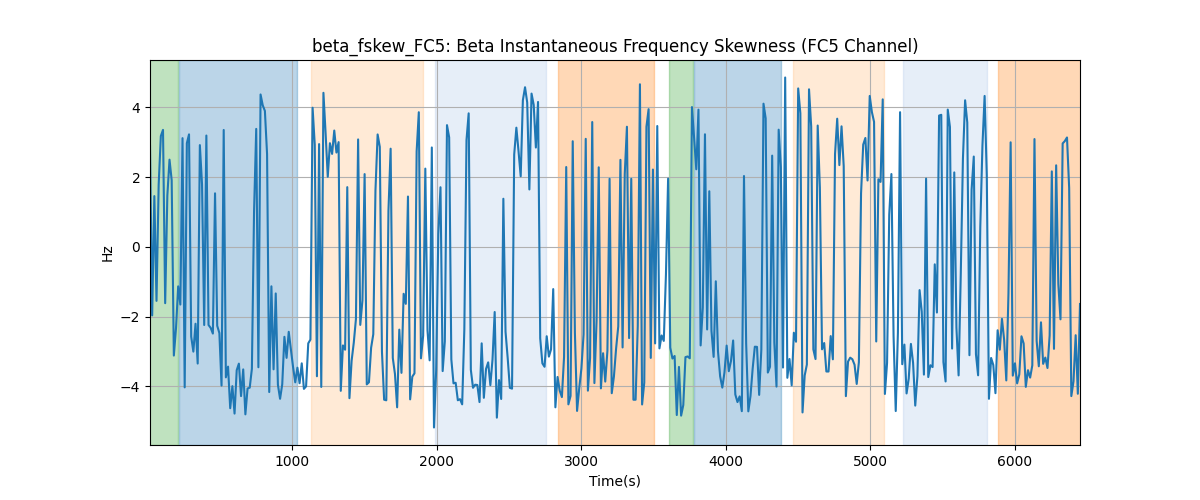 beta_fskew_FC5: Beta Instantaneous Frequency Skewness (FC5 Channel)
4
2
0
−2
−4
Hz
1000 2000 3000 4000 5000 6000
Time(s)